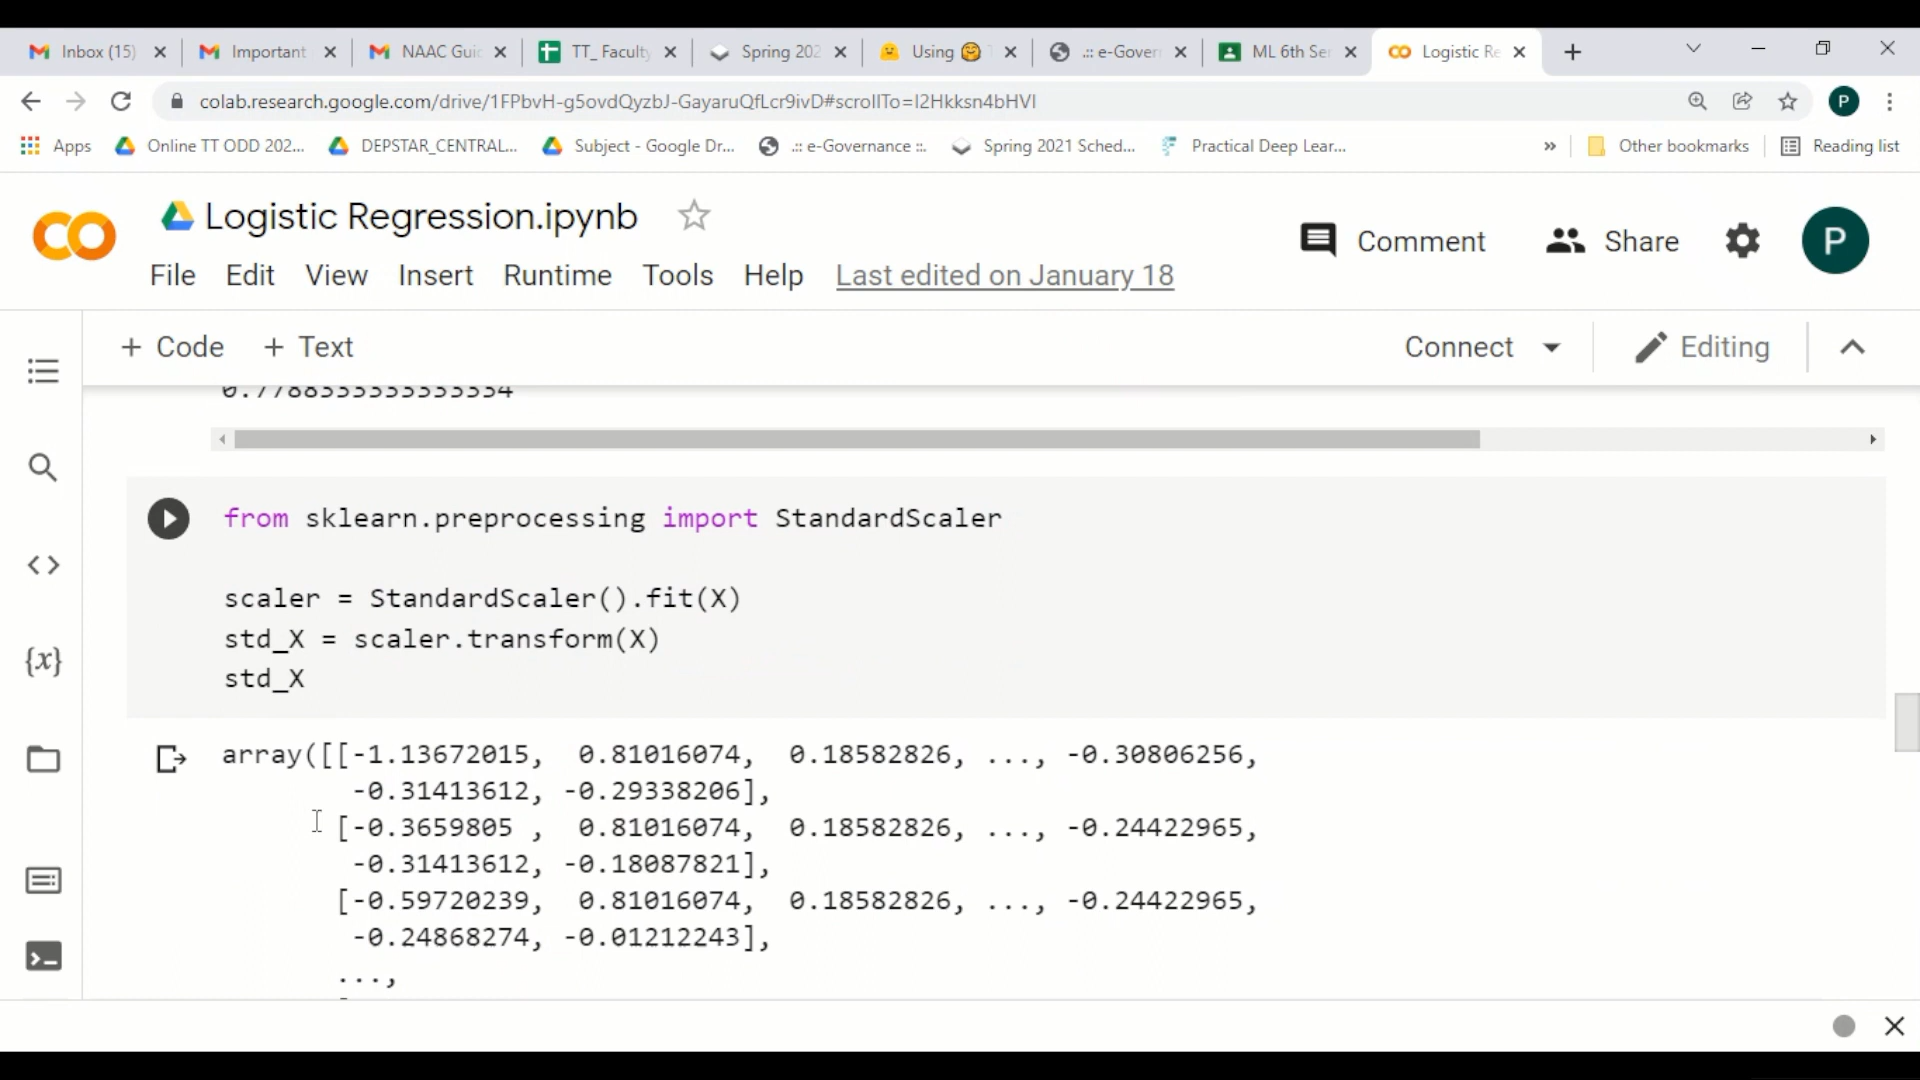 Inbox (15)
Important
NAAC Guid
TT_ Faculty
Spring 202
Using 🤗 T
.:: e-Gover
ML 6th Se
Logistic Re
colab.research.google.com/drive/1FPbvH-g5ovdQyzbJ-GayaruQfLcr9ivD#scrollTo=I2Hkksn4bHVI
P
Apps
Online TT ODD 202...
DEPSTAR_CENTRAL...
Subject - Google Dr...
.:: e-Governance ::.
Spring 2021 Sched...
Practical Deep Lear...
»
Other bookmarks
Reading list
Logistic Regression.ipynb
Comment
Share
P
File Edit View Insert Runtime Tools Help Last edited on January 18
+ Code + Text
Connect
Editing
from sklearn.preprocessing import StandardScaler
scaler = StandardScaler().fit(X)
std_X = scaler.transform(X)
std_X
array([[-1.13672015, 0.81016074, 0.18582826, ..., -0.30806256,
-0.31413612, -0.29338206],
[-0.3659805 , 0.81016074, 0.18582826, ..., -0.24422965,
-0.31413612, -0.18087821],
[-0.59720239, 0.81016074, 0.18582826, ..., -0.24422965,
-0.24868274, -0.01212243],
...,